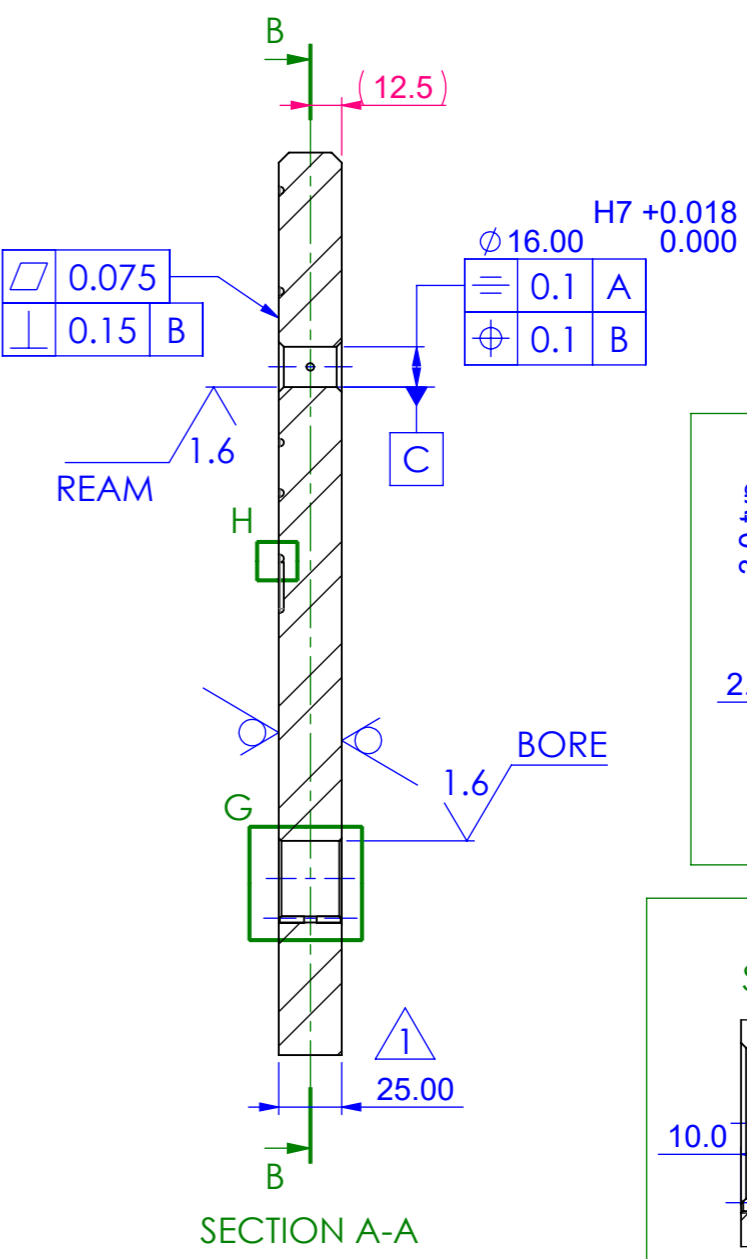 B
(12.5)
H7 +0.018
⌀16.00 0.000
⏥ 0.075
⟂ 0.15 B
⌯ 0.1 A
⌖ 0.1 B
1.6
REAM
C
H
2.
BORE
1.6
G
1
25.00
10.0
B
SECTION A-A